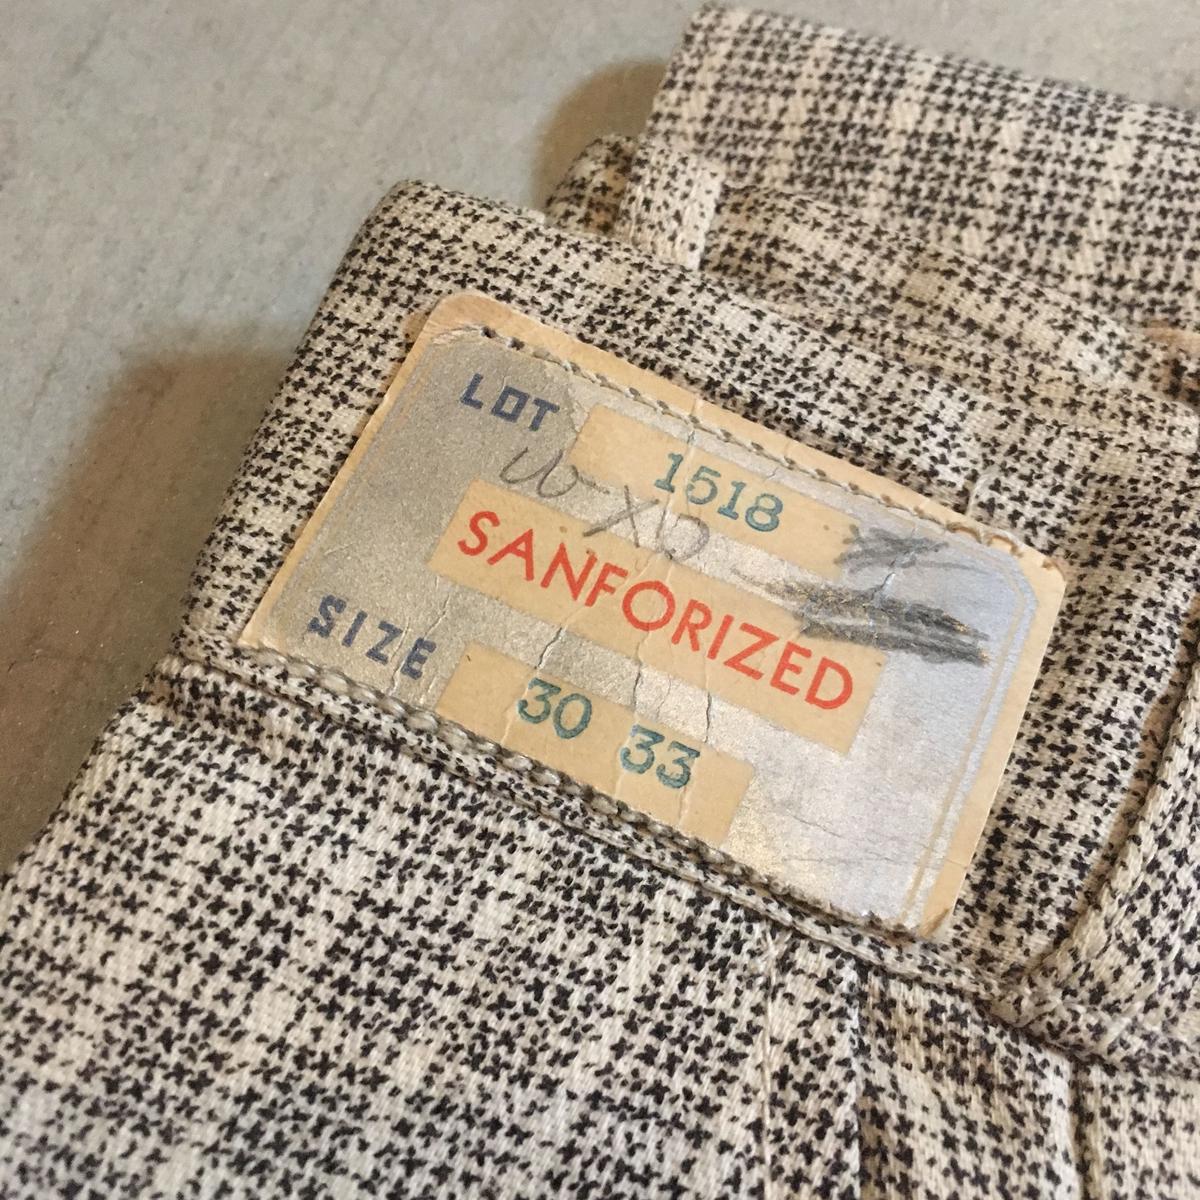 LOT 1518
SANFORIZED
SIZE 30 33